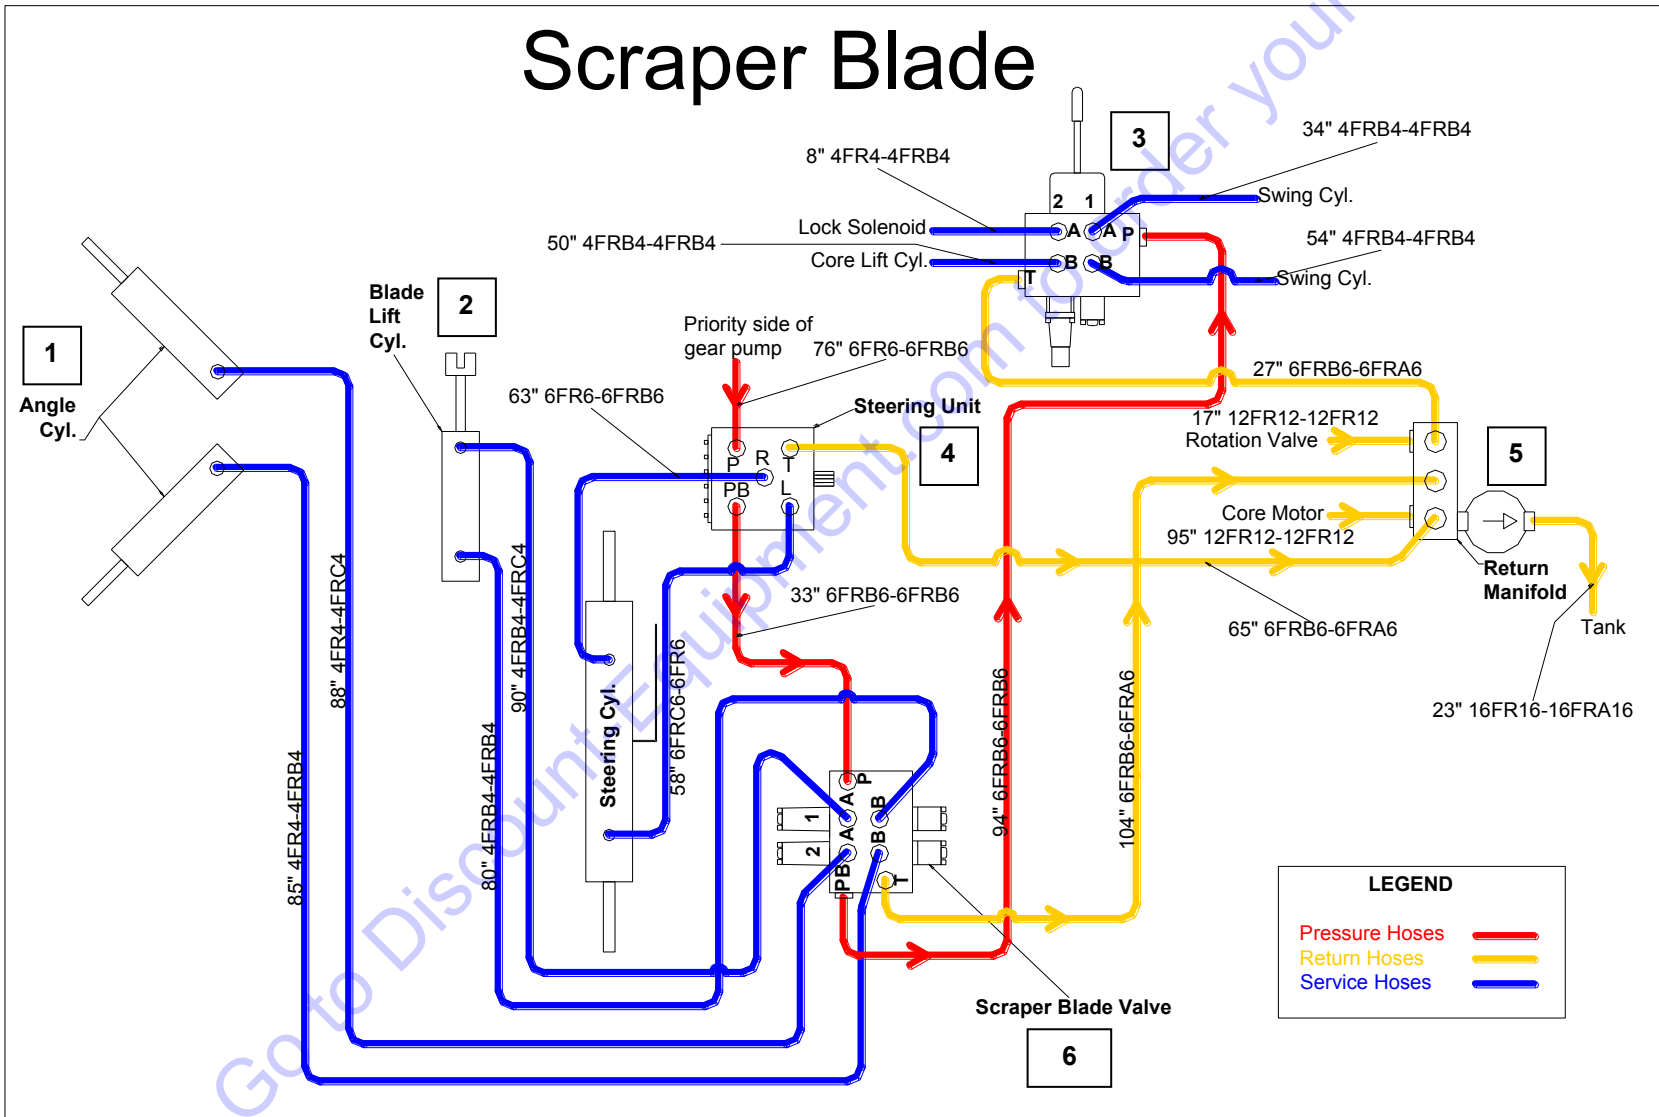 Scraper Blade
3
34" 4FRB4-4FRB4
8" 4FR4-4FRB4
2 1
Swing Cyl.
Lock Solenoid
A A P
50" 4FRB4-4FRB4
54" 4FRB4-4FRB4
Core Lift Cyl.
B B
T
Swing Cyl.
Blade
Lift
Cyl.
2
1
Angle
Cyl.
Priority side of
gear pump
76" 6FR6-6FRB6
27" 6FRB6-6FRA6
63" 6FR6-6FRB6
Steering Unit
4
17" 12FR12-12FR12
Rotation Valve
5
P
R
T
PB
L
Core Motor
95" 12FR12-12FR12
Return
Manifold
33" 6FRB6-6FRB6
65" 6FRB6-6FRA6
Tank
23" 16FR16-16FRA16
88" 4FR4-4FRC4
90" 4FRB4-4FRC4
85" 4FR4-4FRB4
80" 4FRB4-4FRB4
Steering Cyl.
58" 6FRC6-6FR6
94" 6FRB6-6FRB6
104" 6FRB6-6FRA6
P
A
B
1
A
B
2
PB
T
Scraper Blade Valve
6
LEGEND
Pressure Hoses
Return Hoses
Service Hoses
Go to Discount-Equipment.com to order your